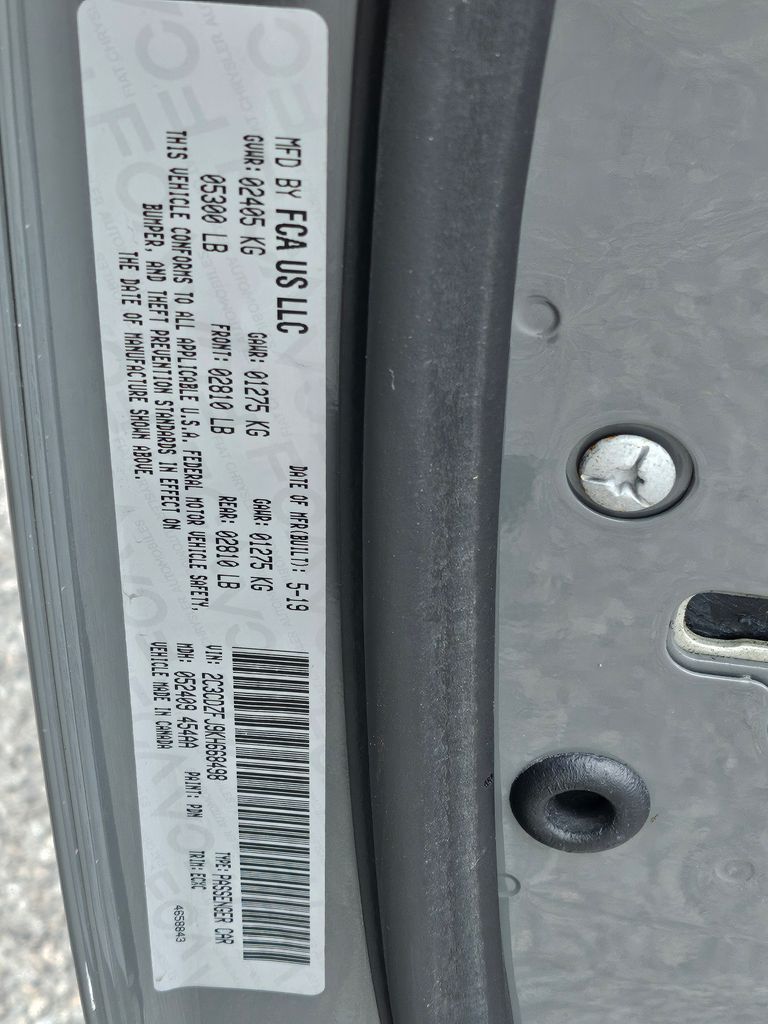 MFD BY FCA US LLC
DATE OF MFR(BUILT): 5-19
GVWR: 02405 KG GAWR: 01275 KG GAWR: 01275 KG
05300 LB FRONT: 02810 LB REAR: 02810 LB
THIS VEHICLE CONFORMS TO ALL APPLICABLE U.S.A. FEDERAL MOTOR VEHICLE SAFETY,
BUMPER, AND THEFT PREVENTION STANDARDS IN EFFECT ON
THE DATE OF MANUFACTURE SHOWN ABOVE.
VIN: 2C3CDZFJ9KH668498 TYPE: PASSENGER CAR
MDH: 052409 454AA PAINT: PDN TRIM: ECXC
VEHICLE MADE IN CANADA
4658843